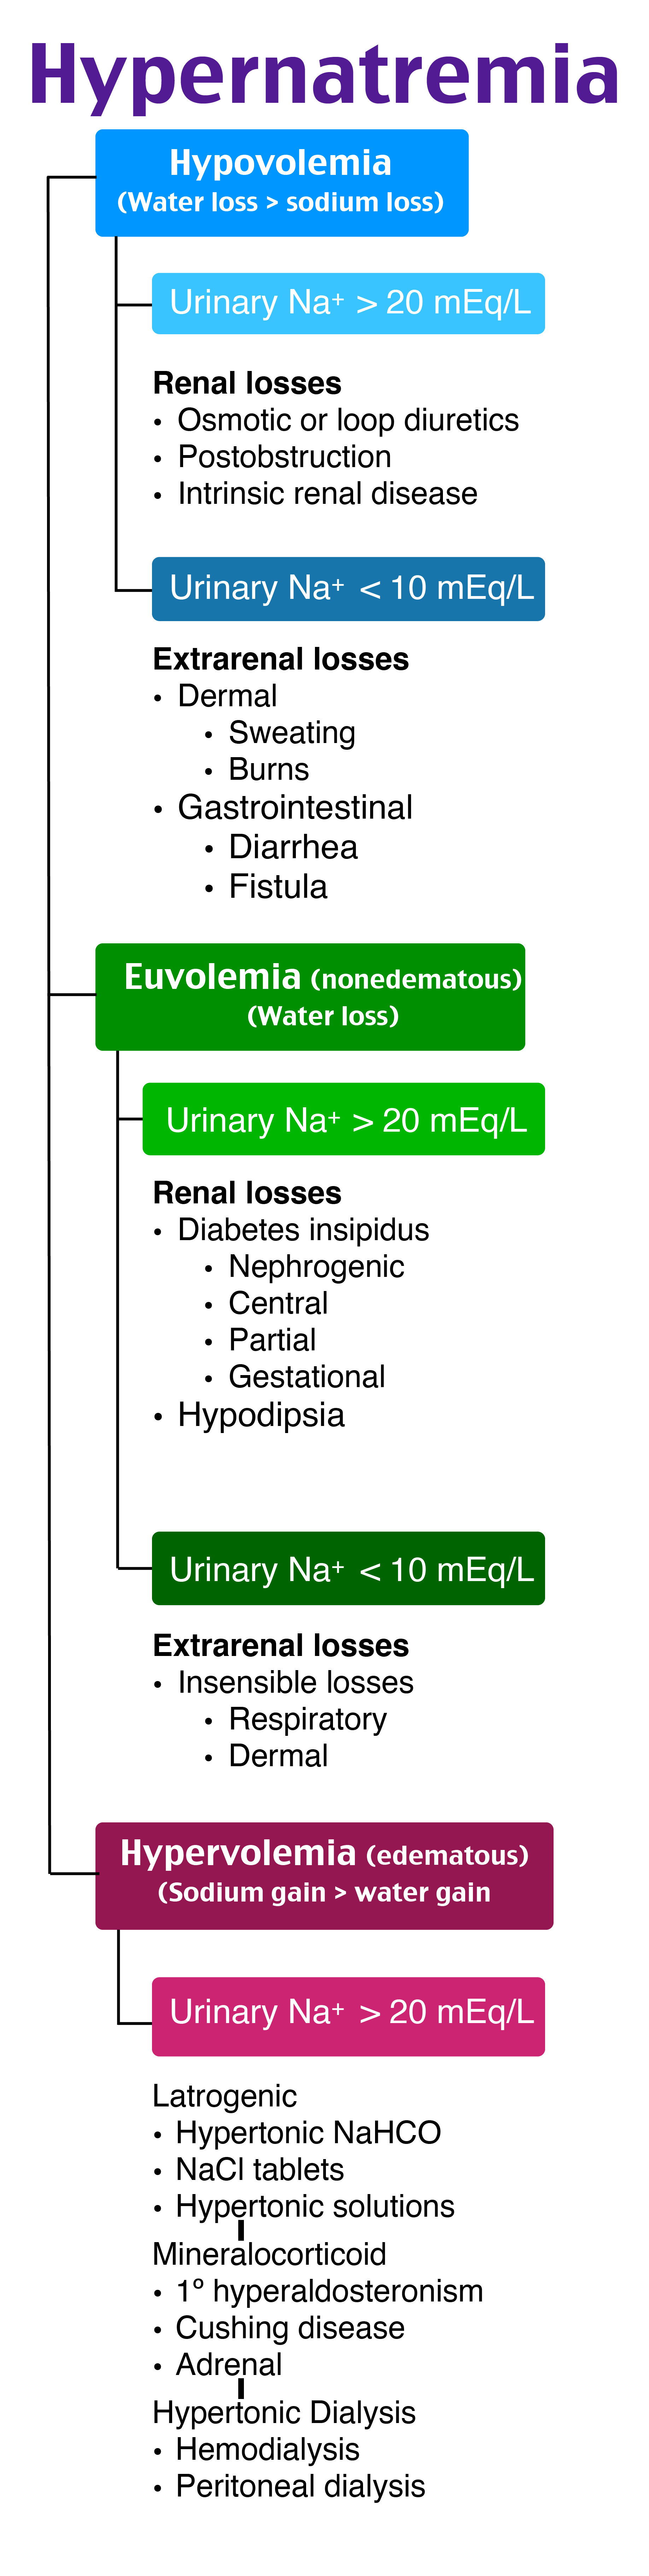 Hypernatremia
Hypovolemia
(Water loss > sodium loss)
Urinary Na⁺ > 20 mEq/L
Renal losses
• Osmotic or loop diuretics
• Postobstruction
• Intrinsic renal disease
Urinary Na⁺ < 10 mEq/L
Extrarenal losses
• Dermal
• Sweating
• Burns
• Gastrointestinal
• Diarrhea
• Fistula
Euvolemia (nonedematous)
(Water loss)
Urinary Na⁺ > 20 mEq/L
Renal losses
• Diabetes insipidus
• Nephrogenic
• Central
• Partial
• Gestational
• Hypodipsia
Urinary Na⁺ < 10 mEq/L
Extrarenal losses
• Insensible losses
• Respiratory
• Dermal
Hypervolemia (edematous)
(Sodium gain > water gain
Urinary Na⁺ > 20 mEq/L
Latrogenic
• Hypertonic NaHCO
• NaCl tablets
• Hypertonic solutions
Mineralocorticoid
• 1º hyperaldosteronism
• Cushing disease
• Adrenal
Hypertonic Dialysis
• Hemodialysis
• Peritoneal dialysis